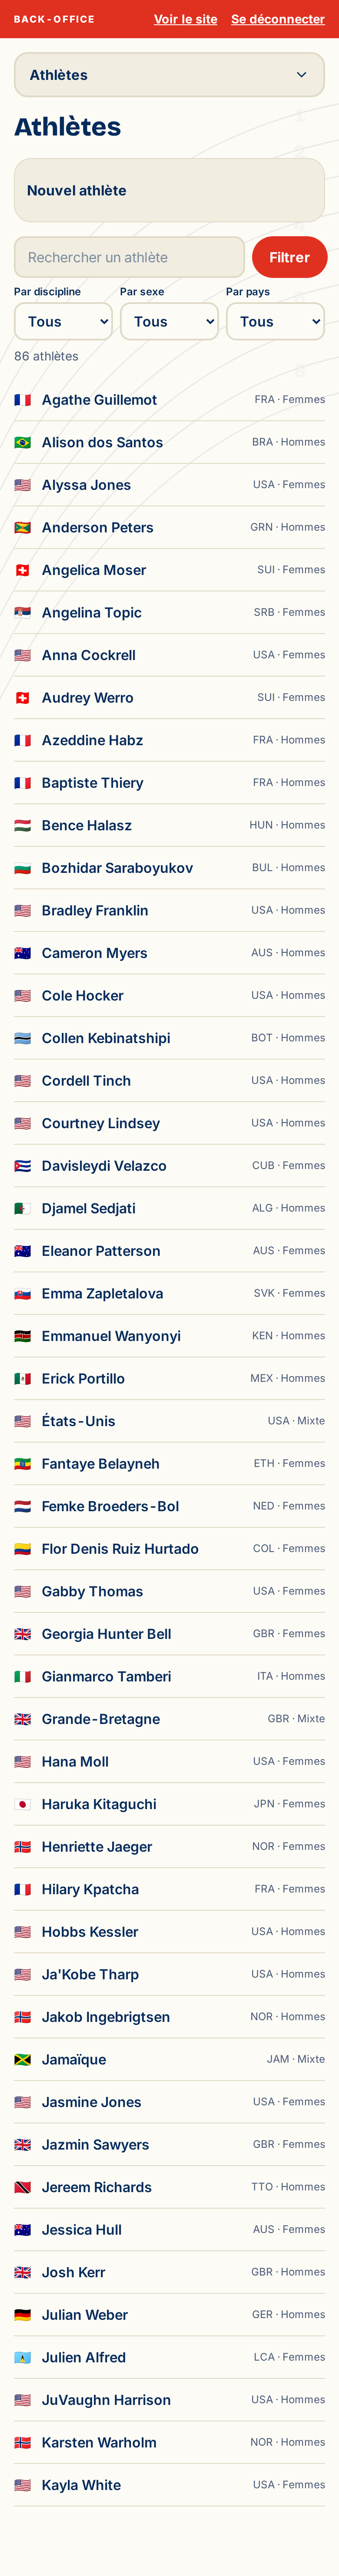 BACK-OFFICE Voir le site Se déconnecter
Athlètes
Athlètes
Nouvel athlète
Rechercher un athlète Filtrer
Par discipline Par sexe Par pays
Tous Tous Tous
86 athlètes
Agathe Guillemot FRA · Femmes
Alison dos Santos BRA · Hommes
Alyssa Jones USA · Femmes
Anderson Peters GRN · Hommes
Angelica Moser SUI · Femmes
Angelina Topic SRB · Femmes
Anna Cockrell USA · Femmes
Audrey Werro SUI · Femmes
Azeddine Habz FRA · Hommes
Baptiste Thiery FRA · Hommes
Bence Halasz HUN · Hommes
Bozhidar Saraboyukov BUL · Hommes
Bradley Franklin USA · Hommes
Cameron Myers AUS · Hommes
Cole Hocker USA · Hommes
Collen Kebinatshipi BOT · Hommes
Cordell Tinch USA · Hommes
Courtney Lindsey USA · Hommes
Davisleydi Velazco CUB · Femmes
Djamel Sedjati ALG · Hommes
Eleanor Patterson AUS · Femmes
Emma Zapletalova SVK · Femmes
Emmanuel Wanyonyi KEN · Hommes
Erick Portillo MEX · Hommes
États-Unis USA · Mixte
Fantaye Belayneh ETH · Femmes
Femke Broeders-Bol NED · Femmes
Flor Denis Ruiz Hurtado COL · Femmes
Gabby Thomas USA · Femmes
Georgia Hunter Bell GBR · Femmes
Gianmarco Tamberi ITA · Hommes
Grande-Bretagne GBR · Mixte
Hana Moll USA · Femmes
Haruka Kitaguchi JPN · Femmes
Henriette Jaeger NOR · Femmes
Hilary Kpatcha FRA · Femmes
Hobbs Kessler USA · Hommes
Ja'Kobe Tharp USA · Hommes
Jakob Ingebrigtsen NOR · Hommes
Jamaïque JAM · Mixte
Jasmine Jones USA · Femmes
Jazmin Sawyers GBR · Femmes
Jereem Richards TTO · Hommes
Jessica Hull AUS · Femmes
Josh Kerr GBR · Hommes
Julian Weber GER · Hommes
Julien Alfred LCA · Femmes
JuVaughn Harrison USA · Hommes
Karsten Warholm NOR · Hommes
Kayla White USA · Femmes